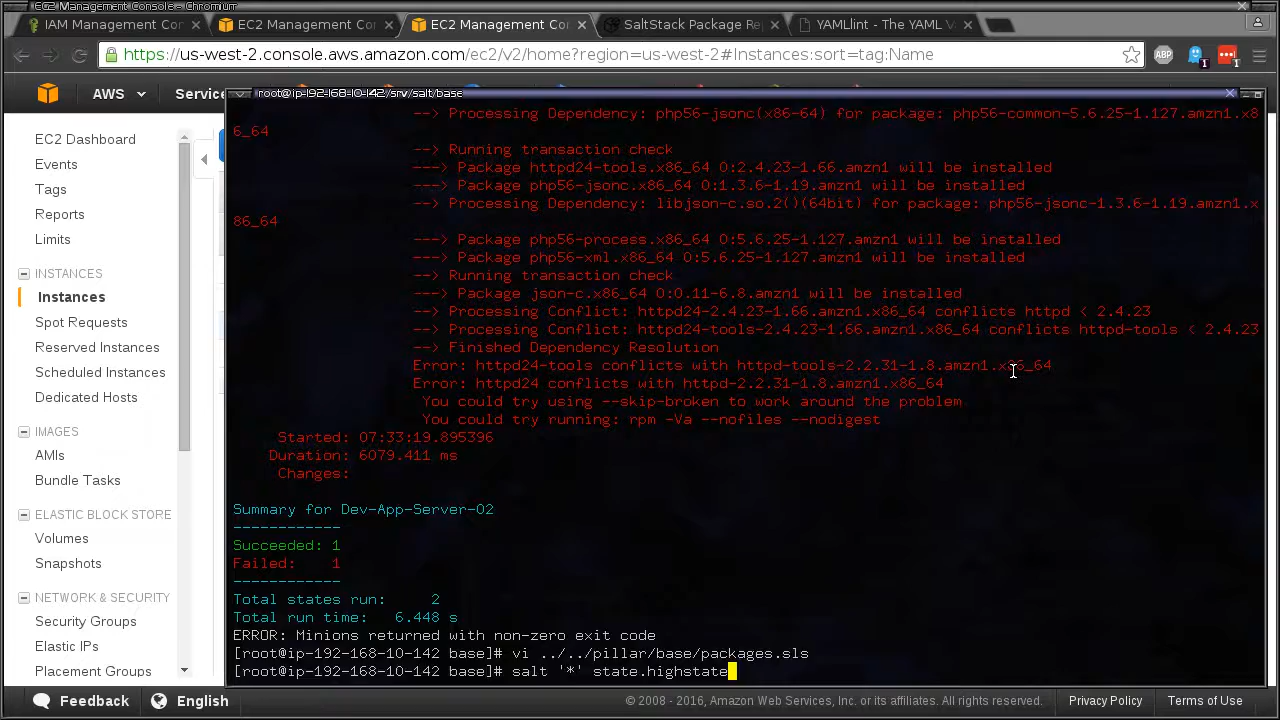 EC2 Management Console - Chromium
IAM Management Con
EC2 Management Co
EC2 Management Co
SaltStack Package Re
YAMLlint - The YAML V
https://us-west-2.console.aws.amazon.com/ec2/v2/home?region=us-west-2#Instances:sort=tag:Name
ABP
1
1
AWS
Service
root@ip-192-168-10-142:/srv/salt/base
EC2 Dashboard
Events
Tags
Reports
Limits
INSTANCES
Instances
Spot Requests
Reserved Instances
Scheduled Instances
Dedicated Hosts
IMAGES
AMIs
Bundle Tasks
ELASTIC BLOCK STORE
Volumes
Snapshots
NETWORK & SECURITY
Security Groups
Elastic IPs
Placement Groups
--> Processing Dependency: php56-jsonc(x86-64) for package: php56-common-5.6.25-1.127.amzn1.x8
6_64
--> Running transaction check
---> Package httpd24-tools.x86_64 0:2.4.23-1.66.amzn1 will be installed
---> Package php56-jsonc.x86_64 0:1.3.6-1.19.amzn1 will be installed
--> Processing Dependency: libjson-c.so.2()(64bit) for package: php56-jsonc-1.3.6-1.19.amzn1.x
86_64
---> Package php56-process.x86_64 0:5.6.25-1.127.amzn1 will be installed
---> Package php56-xml.x86_64 0:5.6.25-1.127.amzn1 will be installed
--> Running transaction check
---> Package json-c.x86_64 0:0.11-6.8.amzn1 will be installed
--> Processing Conflict: httpd24-2.4.23-1.66.amzn1.x86_64 conflicts httpd < 2.4.23
--> Processing Conflict: httpd24-tools-2.4.23-1.66.amzn1.x86_64 conflicts httpd-tools < 2.4.23
--> Finished Dependency Resolution
Error: httpd24-tools conflicts with httpd-tools-2.2.31-1.8.amzn1.x86_64
Error: httpd24 conflicts with httpd-2.2.31-1.8.amzn1.x86_64
You could try using --skip-broken to work around the problem
You could try running: rpm -Va --nofiles --nodigest
Started: 07:33:19.895396
Duration: 6079.411 ms
Changes:
Summary for Dev-App-Server-02
------------
Succeeded: 1
Failed: 1
------------
Total states run: 2
Total run time: 6.448 s
ERROR: Minions returned with non-zero exit code
[root@ip-192-168-10-142 base]# vi ../../pillar/base/packages.sls
[root@ip-192-168-10-142 base]# salt '*' state.highstate
Feedback
English
© 2008 - 2016, Amazon Web Services, Inc. or its affiliates. All rights reserved.
Privacy Policy
Terms of Use